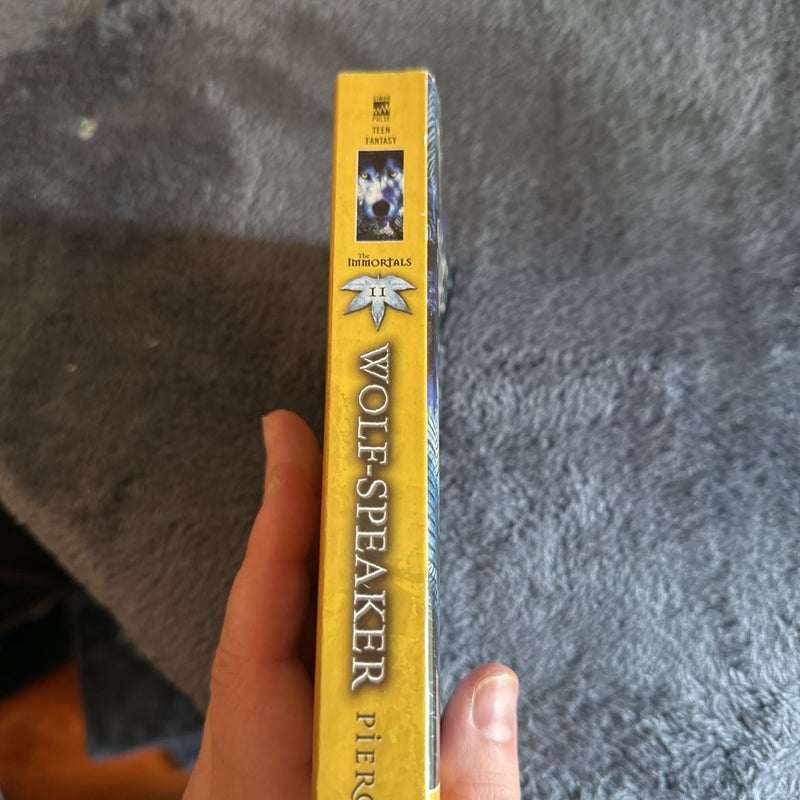 SIMON
PULSE
TEEN
FANTASY
The
IMMORTALS
II
WOLF-SPEAKER
PIERC